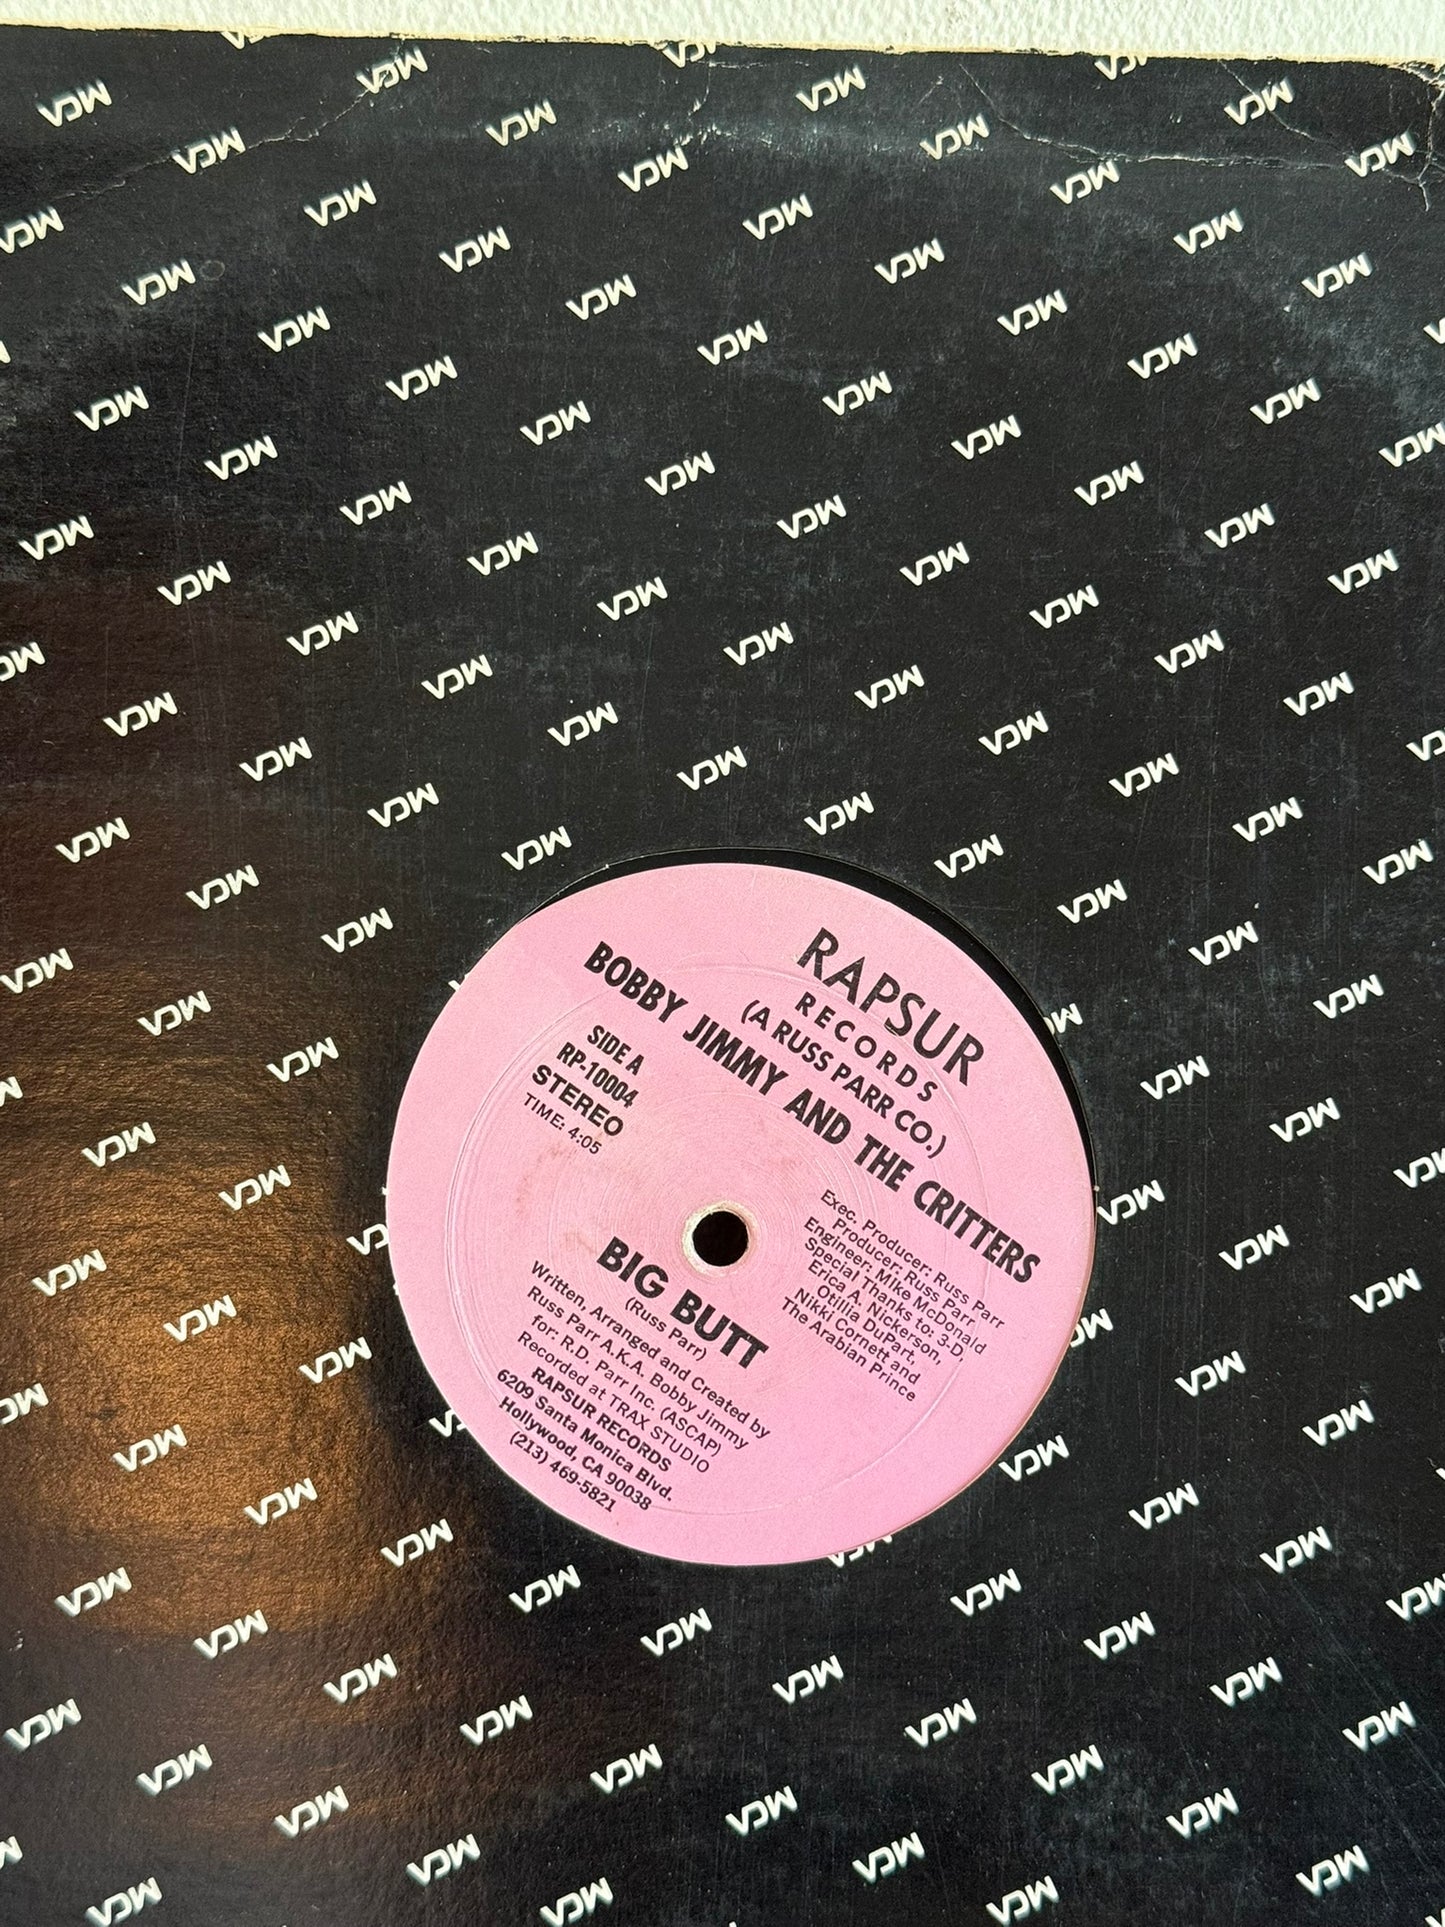 RAPSUR
RECORDS
(A RUSS PARR CO.)
BOBBY JIMMY AND THE CRITTERS
SIDE A
RP-10004
STEREO
TIME: 4:05
Exec. Producer: Russ Parr
Producer: Russ Parr
Engineer: Mike McDonald
Special Thanks to: 3-D,
Erica A. Nickerson,
Otillia DuPart,
Nikki Cornett and
The Arabian Prince
BIG BUTT
(Russ Parr)
Written, Arranged and Created by
Russ Parr A.K.A. Bobby Jimmy
for: R.D. Parr Inc. (ASCAP)
Recorded at TRAX STUDIO
RAPSUR RECORDS
6209 Santa Monica Blvd.
Hollywood, CA 90038
(213) 469-5821
MCA